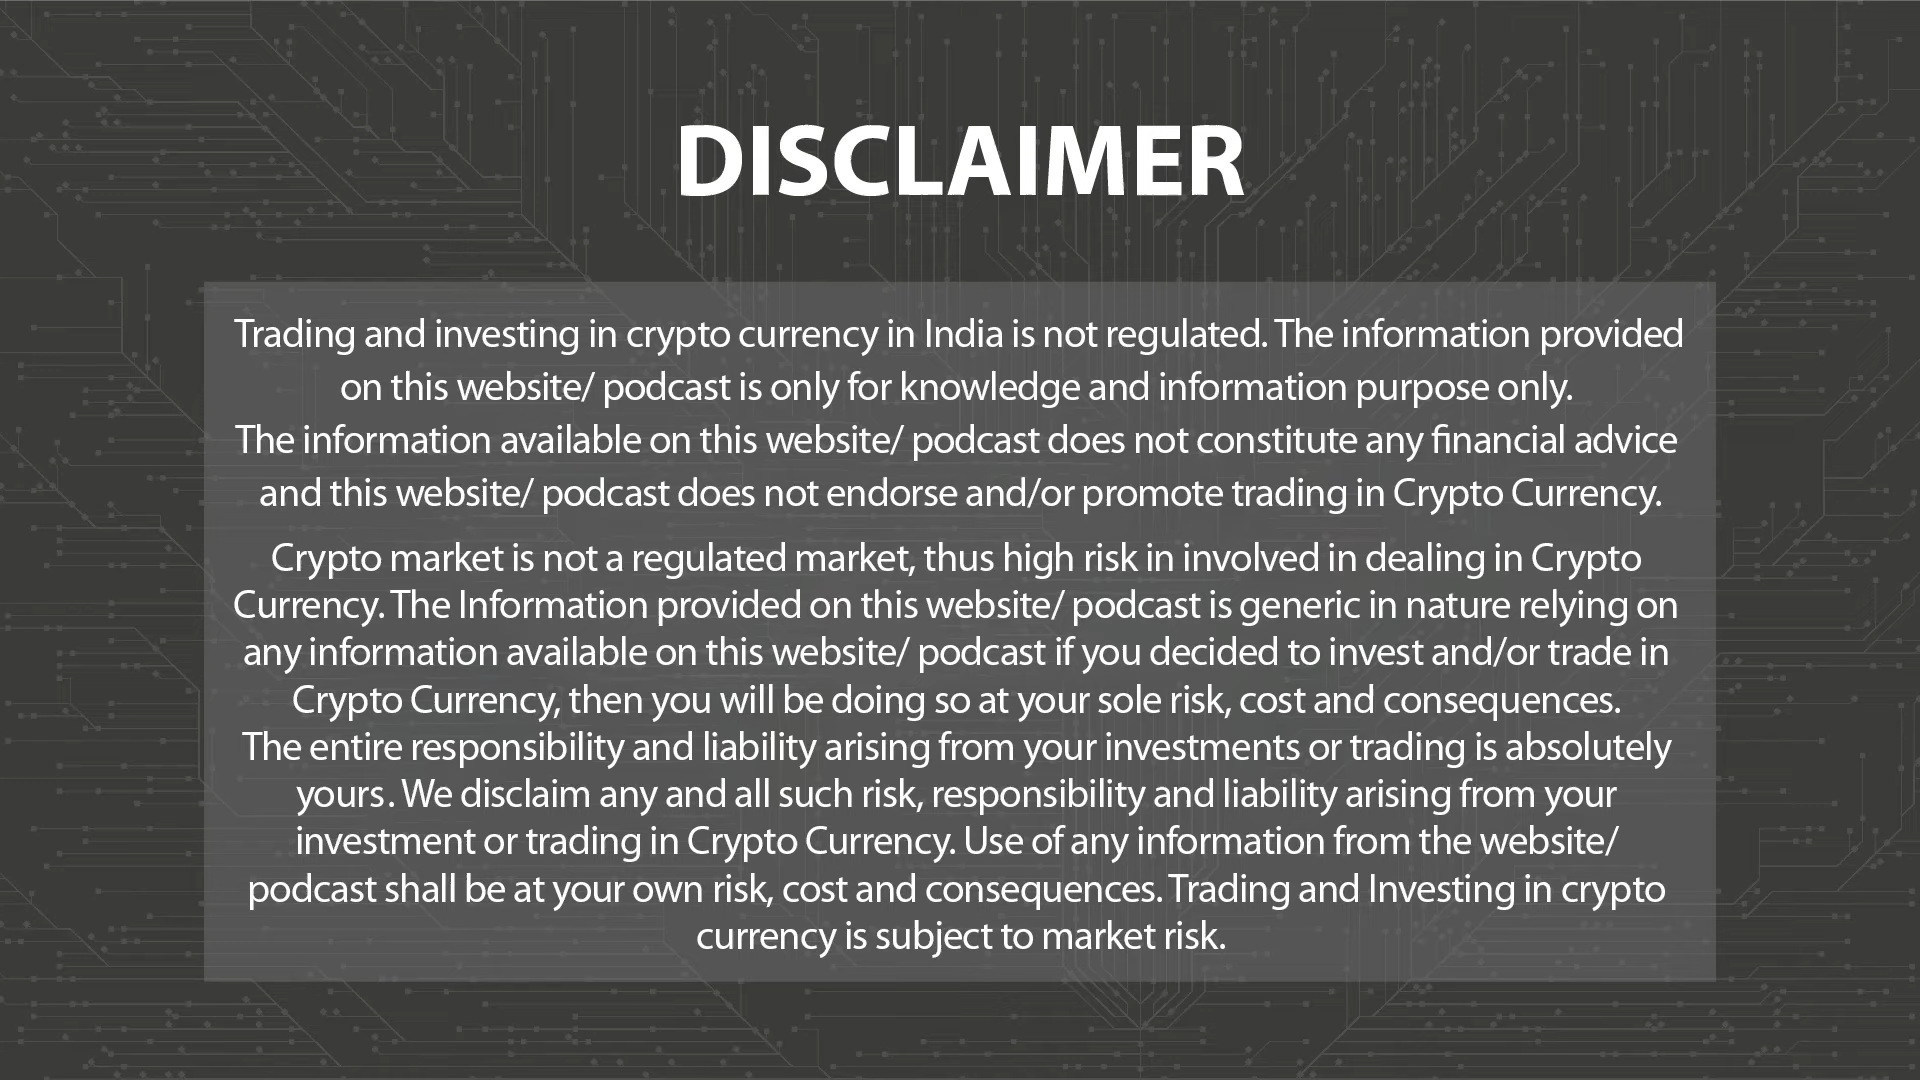 DISCLAIMER
Trading and investing in crypto currency in India is not regulated. The information provided
on this website/ podcast is only for knowledge and information purpose only.
The information available on this website/ podcast does not constitute any financial advice
and this website/ podcast does not endorse and/or promote trading in Crypto Currency.
Crypto market is not a regulated market, thus high risk in involved in dealing in Crypto
Currency. The Information provided on this website/ podcast is generic in nature relying on
any information available on this website/ podcast if you decided to invest and/or trade in
Crypto Currency, then you will be doing so at your sole risk, cost and consequences.
The entire responsibility and liability arising from your investments or trading is absolutely
yours. We disclaim any and all such risk, responsibility and liability arising from your
investment or trading in Crypto Currency. Use of any information from the website/
podcast shall be at your own risk, cost and consequences. Trading and Investing in crypto
currency is subject to market risk.